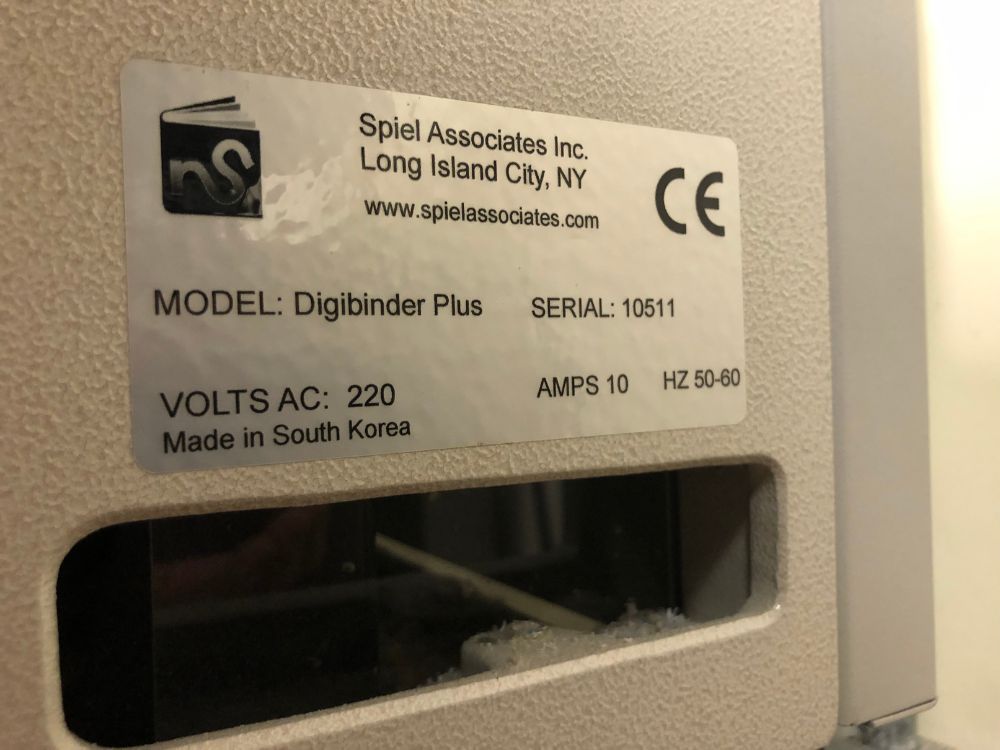 nS
Spiel Associates Inc.
Long Island City, NY
www.spielassociates.com
CE
MODEL: Digibinder Plus SERIAL: 10511
VOLTS AC: 220 AMPS 10 HZ 50-60
Made in South Korea